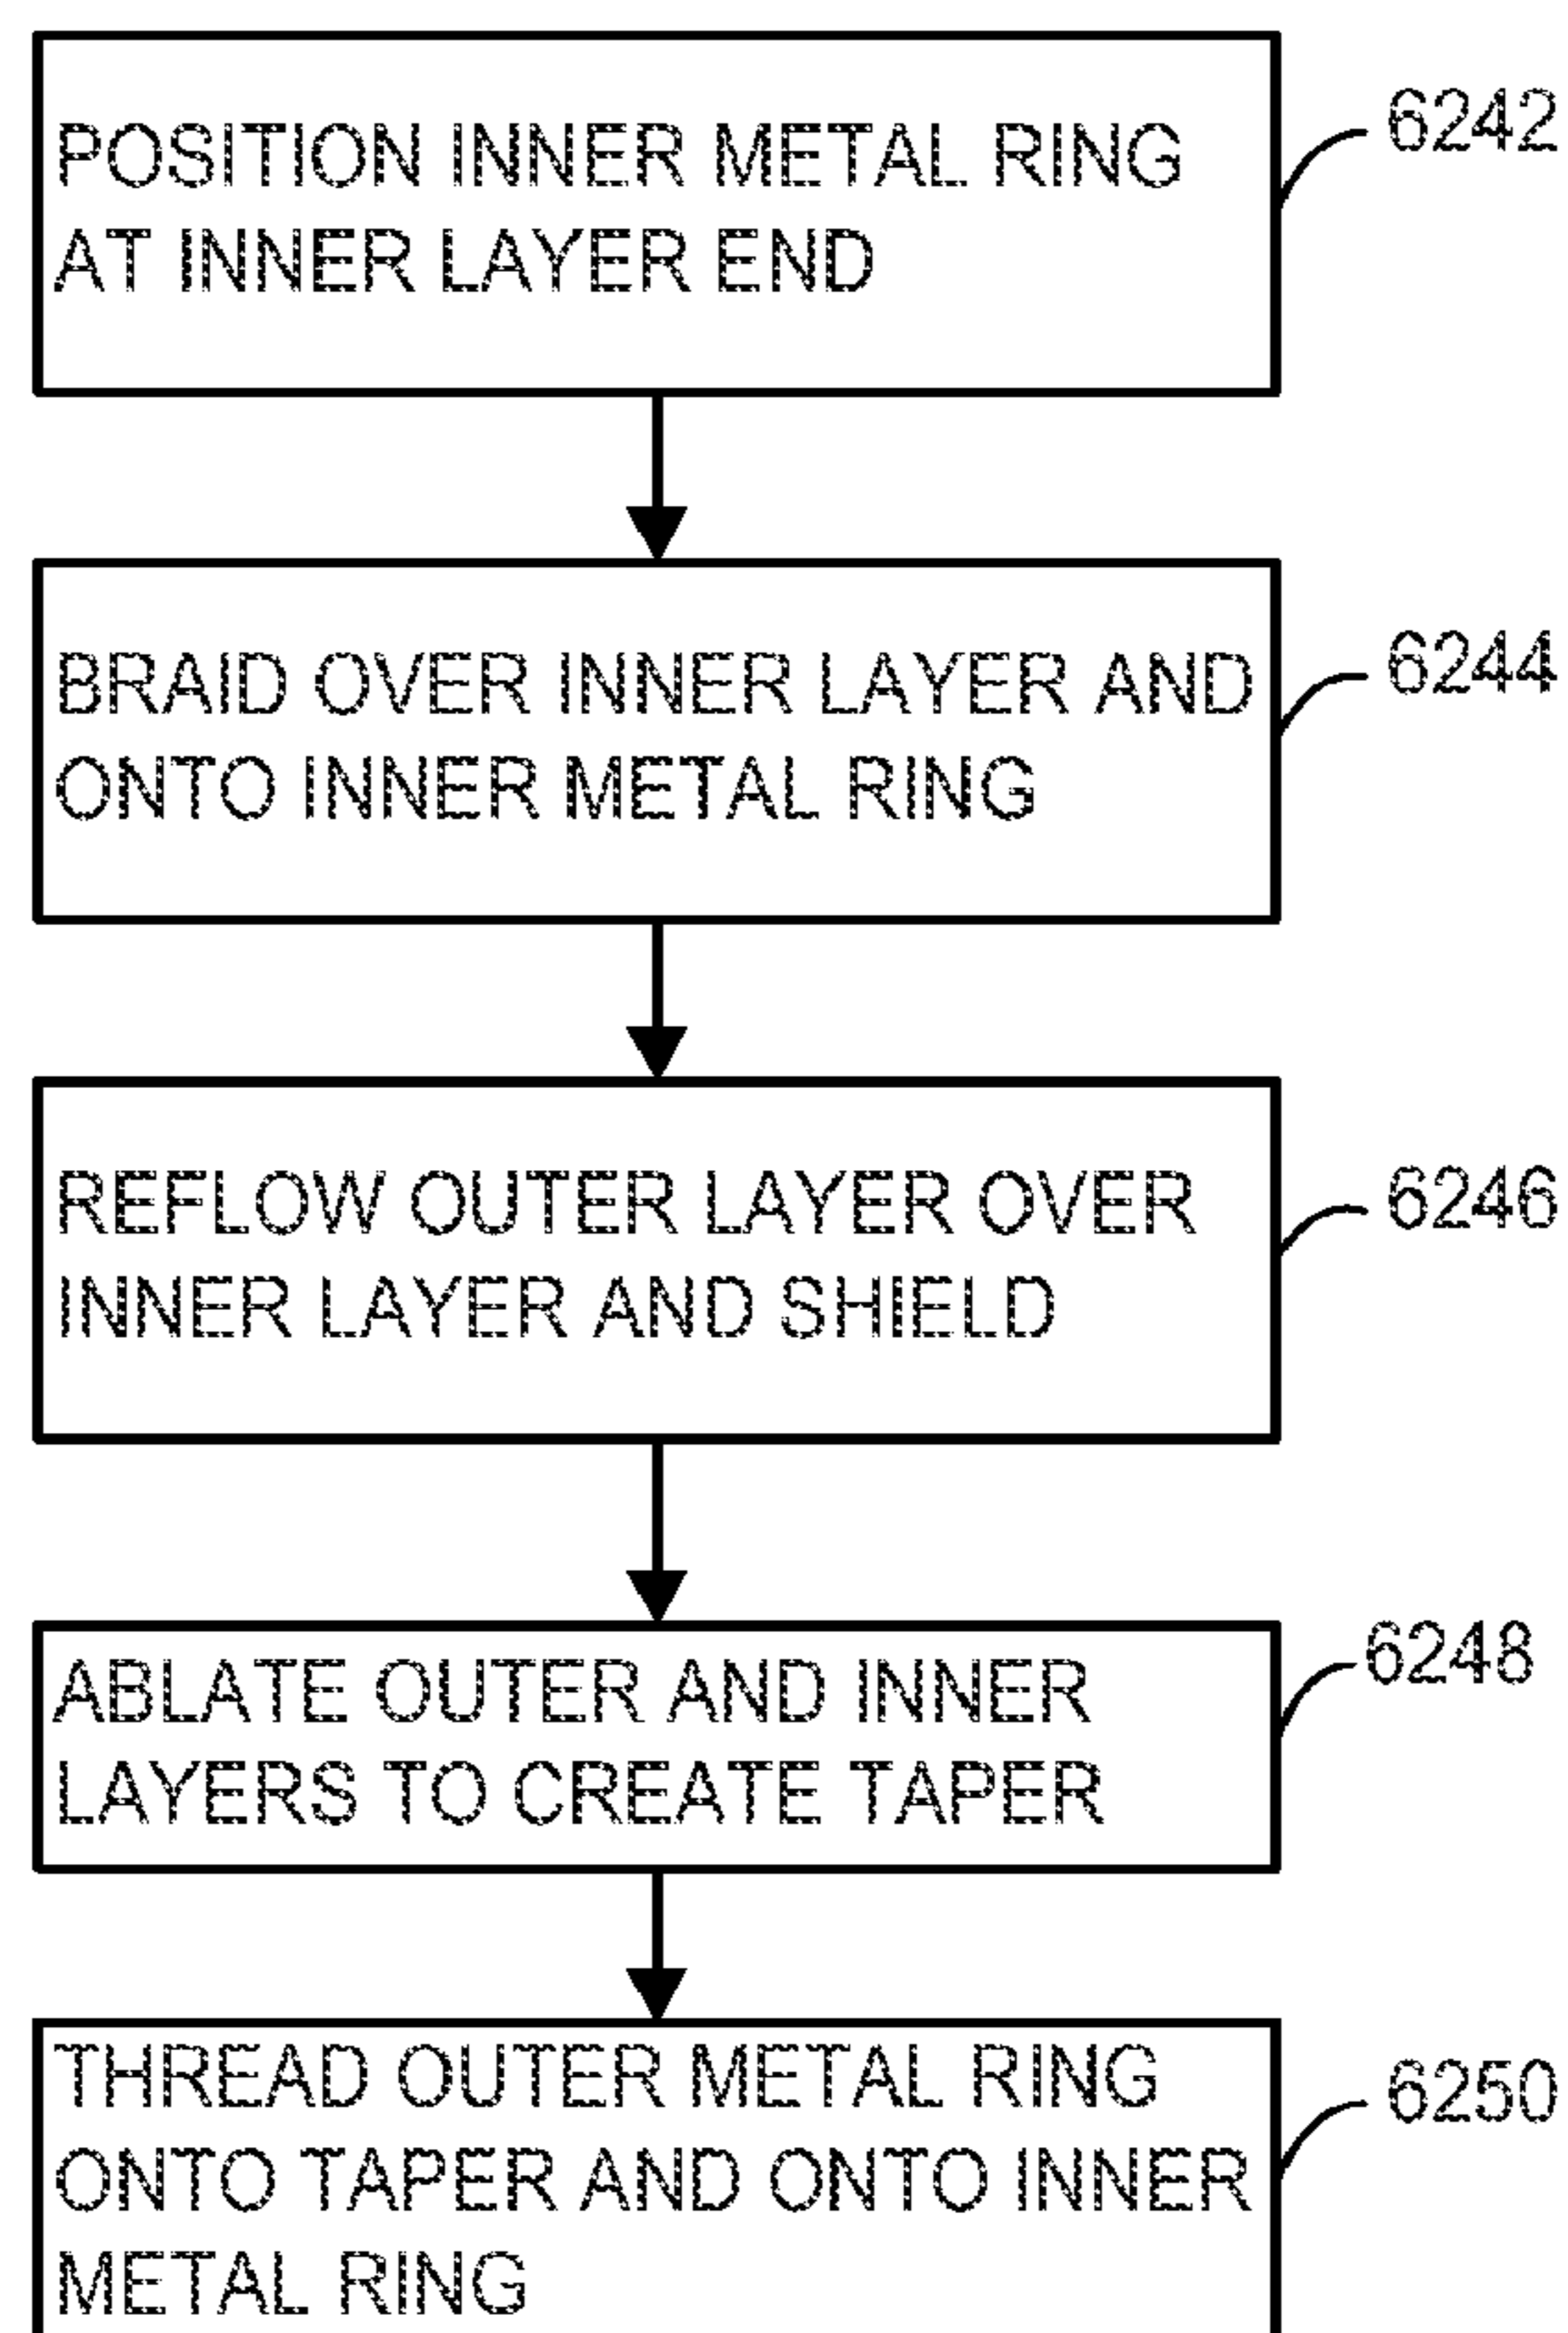 POSITION INNER METAL RING
AT INNER LAYER END
6242
BRAID OVER INNER LAYER AND
ONTO INNER METAL RING
6244
REFLOW OUTER LAYER OVER
INNER LAYER AND SHIELD
6246
ABLATE OUTER AND INNER
LAYERS TO CREATE TAPER
6248
THREAD OUTER METAL RING
ONTO TAPER AND ONTO INNER
METAL RING
6250